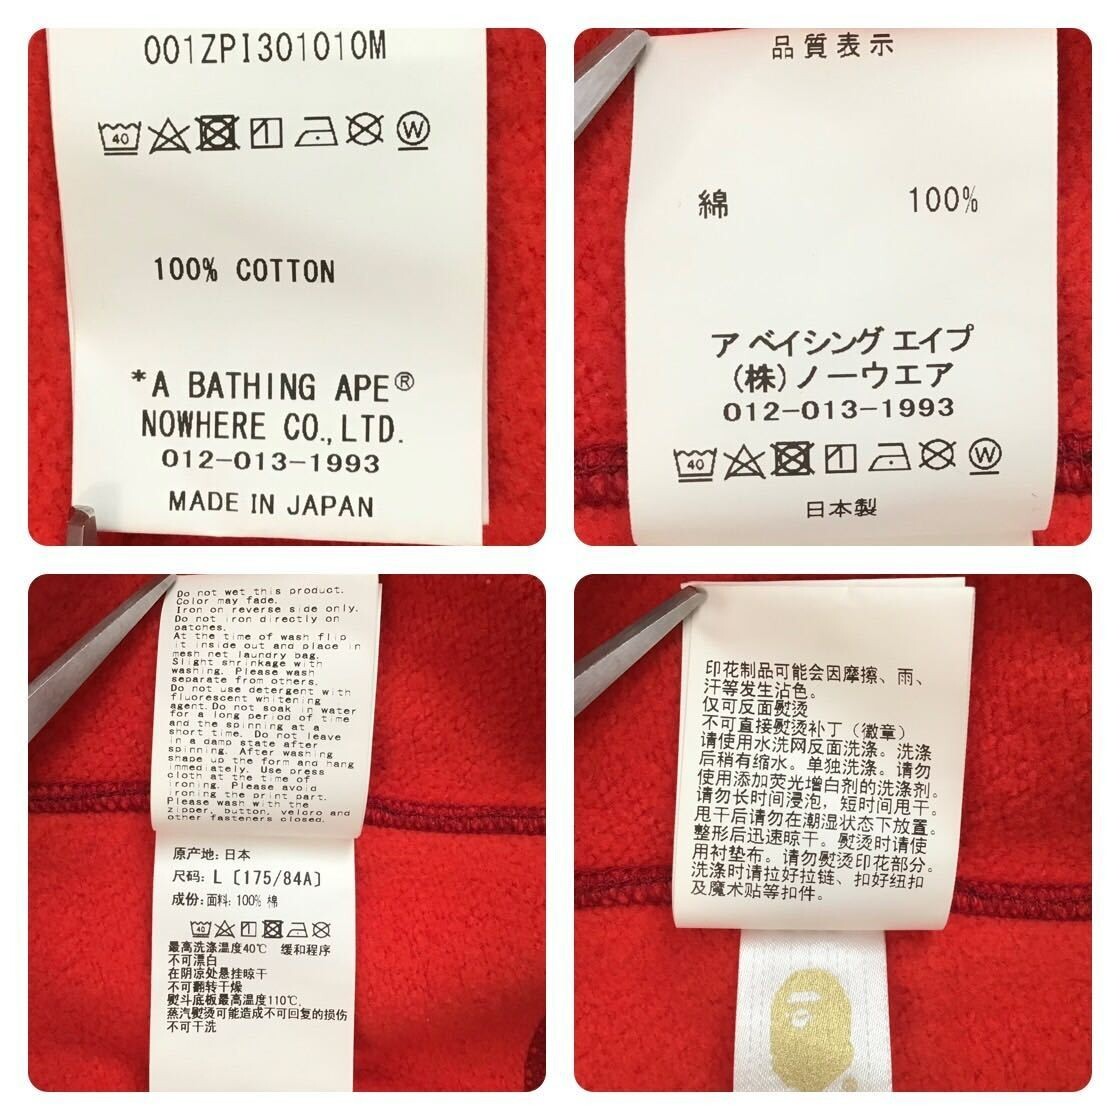 001ZPI301010M
40 W
100% COTTON
*A BATHING APE®
NOWHERE CO.,LTD.
012-013-1993
MADE IN JAPAN
品質表示
綿 100%
ア ベイシング エイプ
(株)ノーウエア
012-013-1993
40 W
日本製
Do not wet this product.
Color may fade.
Iron on reverse side only.
Do not iron directly on
patches.
At the time of wash flip
it inside out and place in
mesh net laundry bag.
Slight shrinkage with
washing. Please wash
separate from others.
Do not use detergent with
fluorescent whitening
agent. Do not soak in water
for a long period of time
and the spinning at a
short time. Do not leave
in a damp state after
spinning. After washing
shape up the form and hang
immediately. Use press
cloth at the time of
ironing. Please avoid
ironing the print part.
Please wash with the
zipper, button, velcro and
other fasteners closed.
原产地: 日本
尺码: L [175/84A]
成份: 面料: 100% 棉
40
最高洗涤温度40℃ 缓和程序
不可漂白
在阴凉处悬挂晾干
不可翻转干燥
熨斗底板最高温度110℃,
蒸汽熨烫可能造成不可回复的损伤
不可干洗
印花制品可能会因摩擦、雨、
汗等发生沾色。
仅可反面熨烫
不可直接熨烫补丁（徽章）
请使用水洗网反面洗涤。洗涤
后稍有缩水。单独洗涤。请勿
使用添加荧光增白剂的洗涤剂。
请勿长时间浸泡，短时间甩干。
甩干后请勿在潮湿状态下放置。
整形后迅速晾干。熨烫时请使
用衬垫布。请勿熨烫印花部分。
洗涤时请拉好拉链、扣好纽扣
及魔术贴等扣件。
®